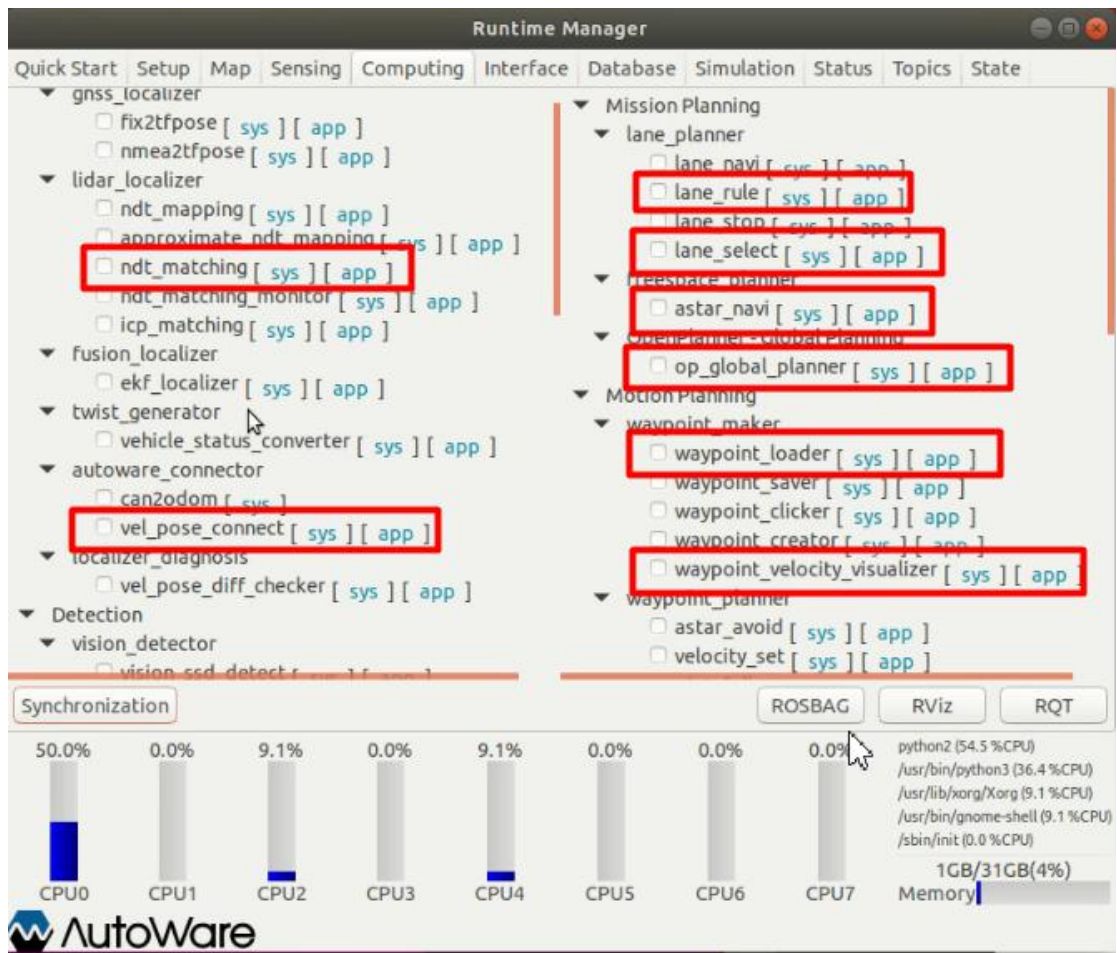 Runtime Manager
Quick Start Setup Map Sensing Computing Interface Database Simulation Status Topics State
gnss_localizer
fix2tfpose [ sys ] [ app ]
nmea2tfpose [ sys ] [ app ]
lidar_localizer
ndt_mapping [ sys ] [ app ]
approximate_ndt_mapping [ sys ] [ app ]
ndt_matching [ sys ] [ app ]
ndt_matching_monitor [ sys ] [ app ]
icp_matching [ sys ] [ app ]
fusion_localizer
ekf_localizer [ sys ] [ app ]
twist_generator
vehicle_status_converter [ sys ] [ app ]
autoware_connector
can2odom [ sys ]
vel_pose_connect [ sys ] [ app ]
localizer_diagnosis
vel_pose_diff_checker [ sys ] [ app ]
Detection
vision_detector
vision_ssd_detect [ sys ] [ app ]
Mission Planning
lane_planner
lane_navi [ sys ] [ app ]
lane_rule [ sys ] [ app ]
lane_stop [ sys ] [ app ]
lane_select [ sys ] [ app ]
freespace_planner
astar_navi [ sys ] [ app ]
OpenPlanner - Global Planning
op_global_planner [ sys ] [ app ]
Motion Planning
waypoint_maker
waypoint_loader [ sys ] [ app ]
waypoint_saver [ sys ] [ app ]
waypoint_clicker [ sys ] [ app ]
waypoint_creator [ sys ] [ app ]
waypoint_velocity_visualizer [ sys ] [ app ]
waypoint_planner
astar_avoid [ sys ] [ app ]
velocity_set [ sys ] [ app ]
Synchronization ROSBAG RViz RQT
50.0% 0.0% 9.1% 0.0% 9.1% 0.0% 0.0% 0.0%
CPU0 CPU1 CPU2 CPU3 CPU4 CPU5 CPU6 CPU7
python2 (54.5 %CPU)
/usr/bin/python3 (36.4 %CPU)
/usr/lib/xorg/Xorg (9.1 %CPU)
/usr/bin/gnome-shell (9.1 %CPU)
/sbin/init (0.0 %CPU)
1GB/31GB(4%)
Memory
AutoWare